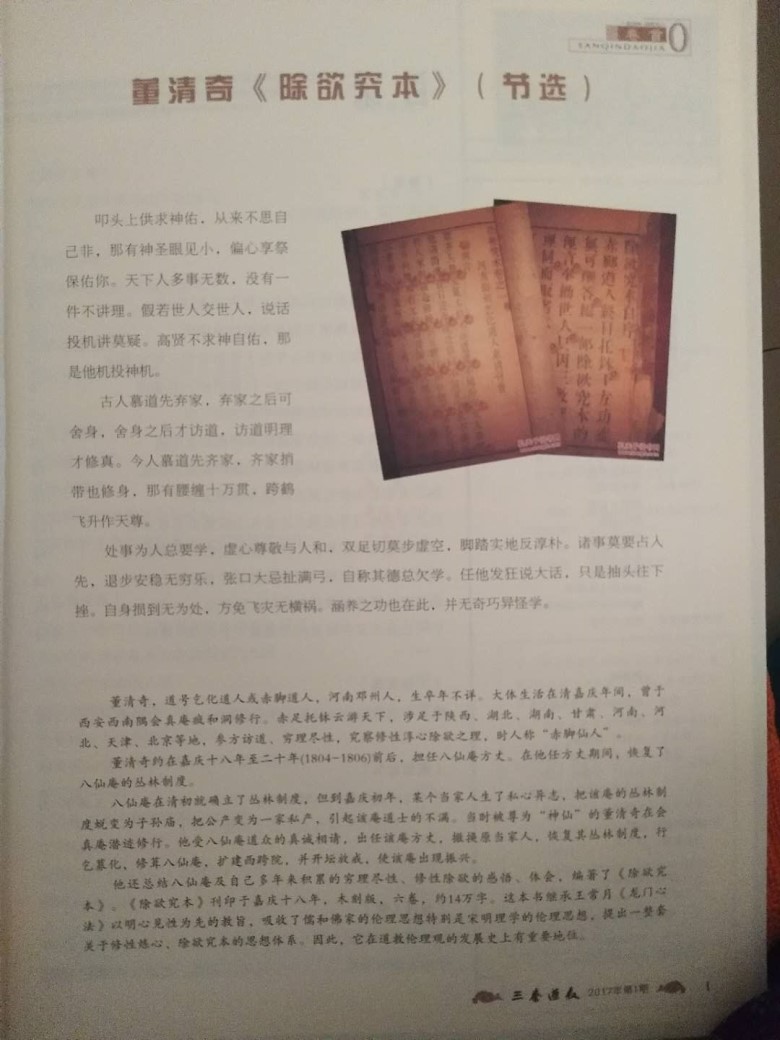 卷首
SANQINDAOJIA
董清奇《除欲究本》（节选）
叩头上供求神佑，从来不思自
己非，那有神圣眼见小，偏心享祭
保佑你。天下人多事无数，没有一
件不讲理。假若世人交世人，说话
投机讲莫疑。高贤不求神自佑，那
是他机投神机。
古人慕道先弃家，弃家之后可
舍身，舍身之后才访道，访道明理
才修真。今人慕道先齐家，齐家捎
带也修身，那有腰缠十万贯，跨鹤
飞升作天尊。
处事为人总要学，虚心尊敬与人和，双足切莫步虚空，脚踏实地反淳朴。诸事莫要占人
先，退步安稳无穷乐，张口大忌扯满弓，自称其德总欠学。任他发狂说大话，只是抽头往下
挫。自身损到无为处，方免飞灾无横祸。涵养之功也在此，并无奇巧异怪学。
董清奇，道号乞化道人或赤脚道人，河南邓州人，生卒年不详。大体生活在清嘉庆年间，曾于
西安西南隅会真庵疯和洞修行。赤足托钵云游天下，涉足于陕西、湖北、湖南、甘肃、河南、河
北、天津、北京等地，参方访道、穷理尽性，究察修性淳心除欲之理，时人称“赤脚仙人”。
董清奇约在嘉庆十八年至二十年(1804-1806)前后，担任八仙庵方丈。在他任方丈期间，恢复了
八仙庵的丛林制度。
八仙庵在清初就确立了丛林制度，但到嘉庆初年，某个当家人生了私心异志，把该庵的丛林制
度蜕变为子孙庙，把公产变为一家私产，引起该庵道士的不满。当时被尊为“神仙”的董清奇在会
真庵潜迹修行。他受八仙庵道众的真诚相请，出任该庵方丈，撤换原当家人，恢复其丛林制度，行
乞募化，修葺八仙庵，扩建西跨院，并开坛放戒，使该庵出现振兴。
他还总结八仙庵及自己多年来积累的穷理尽性、修性除欲的感悟、体会，编著了《除欲究
本》。《除欲究本》刊印于嘉庆十八年，木刻版，六卷，约14万字。这本书继承王常月《龙门心
法》以明心见性为先的教旨，吸收了儒和佛家的伦理思想特别是宋明理学的伦理思想，提出一整套
关于修性炼心、除欲究本的思想体系。因此，它在道教伦理观的发展史上有重要地位。
三秦道教 2017年第1期 1